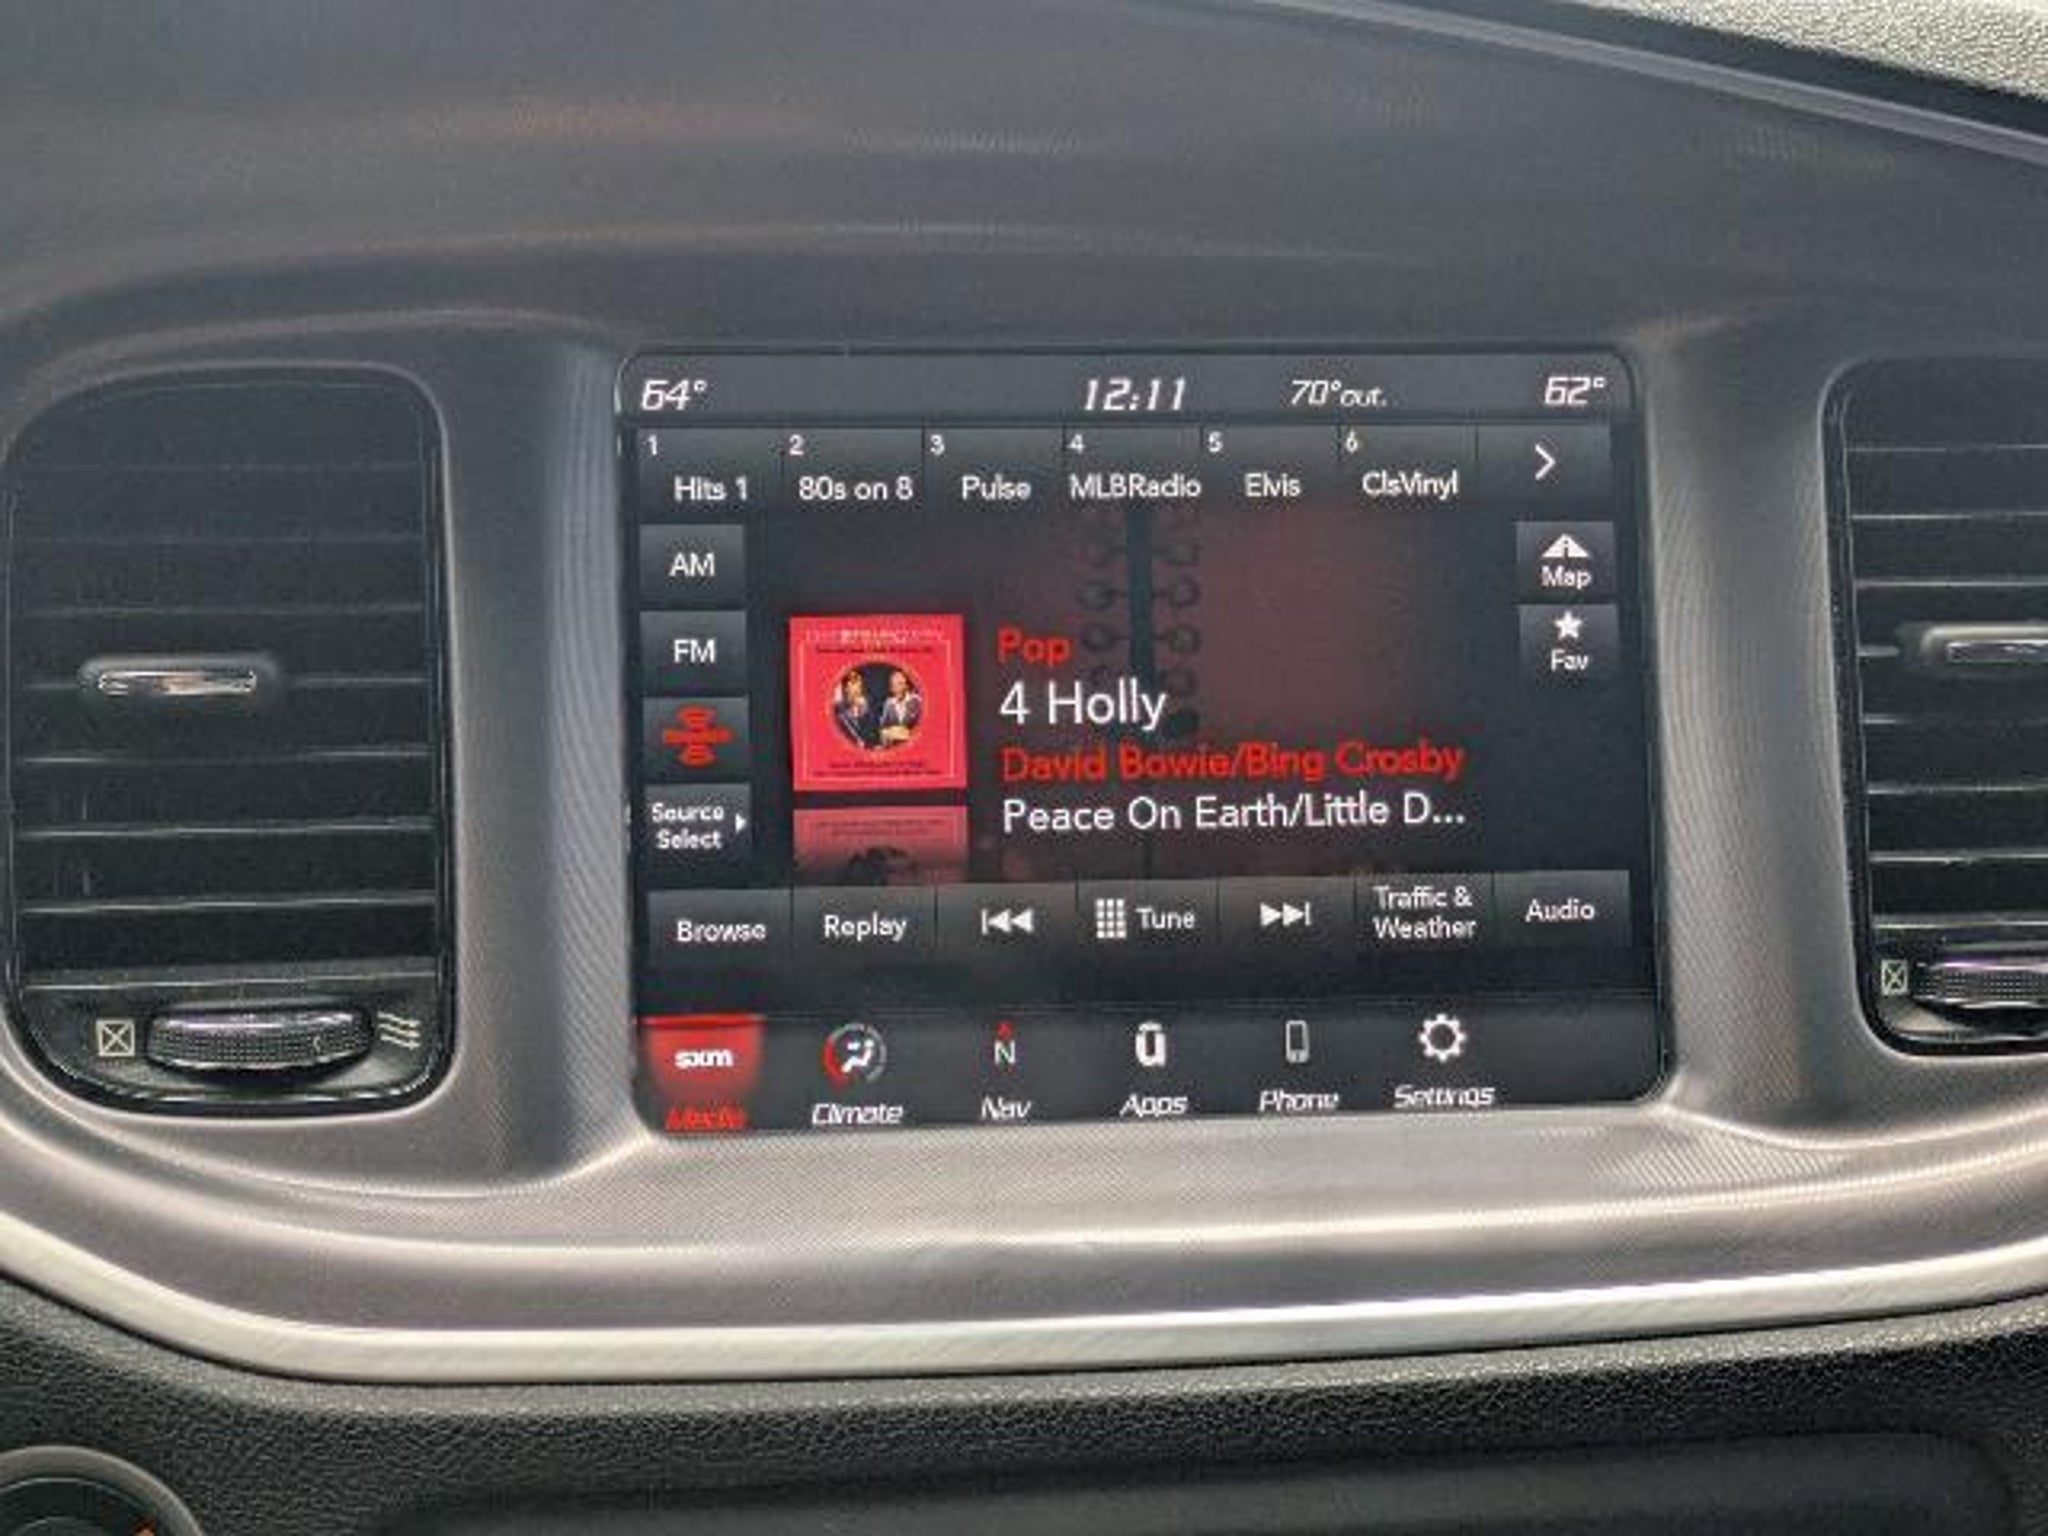 64° 12:11 70°out. 62°
1 2 3 4 5 6
Hits 1 80s on 8 Pulse MLBRadio Elvis ClsVinyl
AM
Map
FM
Fav
Pop
4 Holly
David Bowie/Bing Crosby
Peace On Earth/Little D...
Source
Select
Browse Replay Tune Traffic &
Weather Audio
sxm N
Media Climate Nav Apps Phone Settings